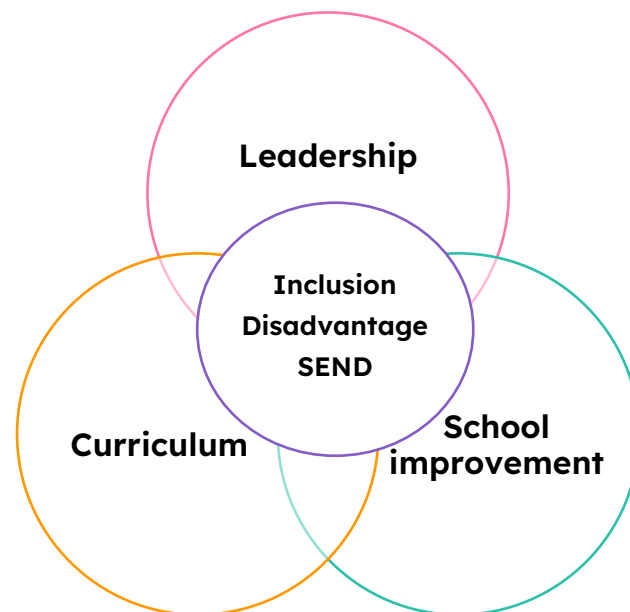 Leadership
Inclusion
Disadvantage
SEND
Curriculum
School
improvement